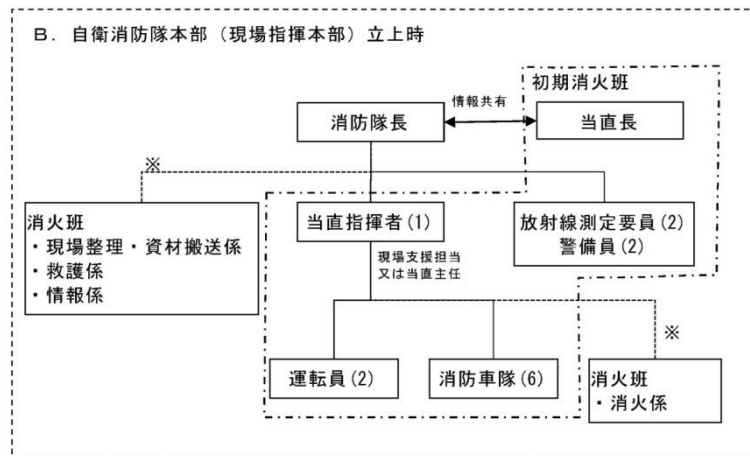 B．自衛消防隊本部（現場指揮本部）立上時
初期消火班
情報共有
消防隊長
当直長
※
消火班
・現場整理・資材搬送係
・救護係
・情報係
当直指揮者(1)
放射線測定要員(2)
警備員(2)
現場支援担当
又は当直主任
※
運転員(2)
消防車隊(6)
消火班
・消火係